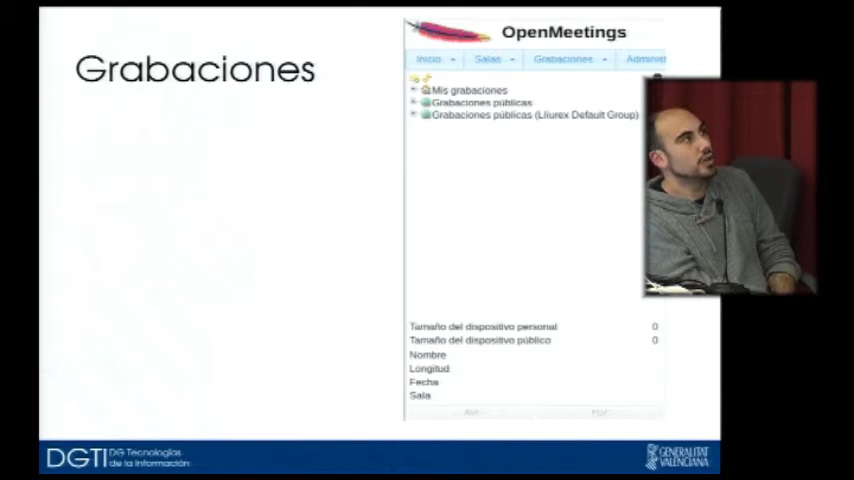 Grabaciones
OpenMeetings
Inicio
Salas
Grabaciones
Administ
Mis grabaciones
Grabaciones públicas
Grabaciones públicas (Lliurex Default Group)
Tamaño del dispositivo personal 0
Tamaño del dispositivo público 0
Nombre
Longitud
Fecha
Sala
DGTI DG Tecnologías
de la Información
GENERALITAT
VALENCIANA